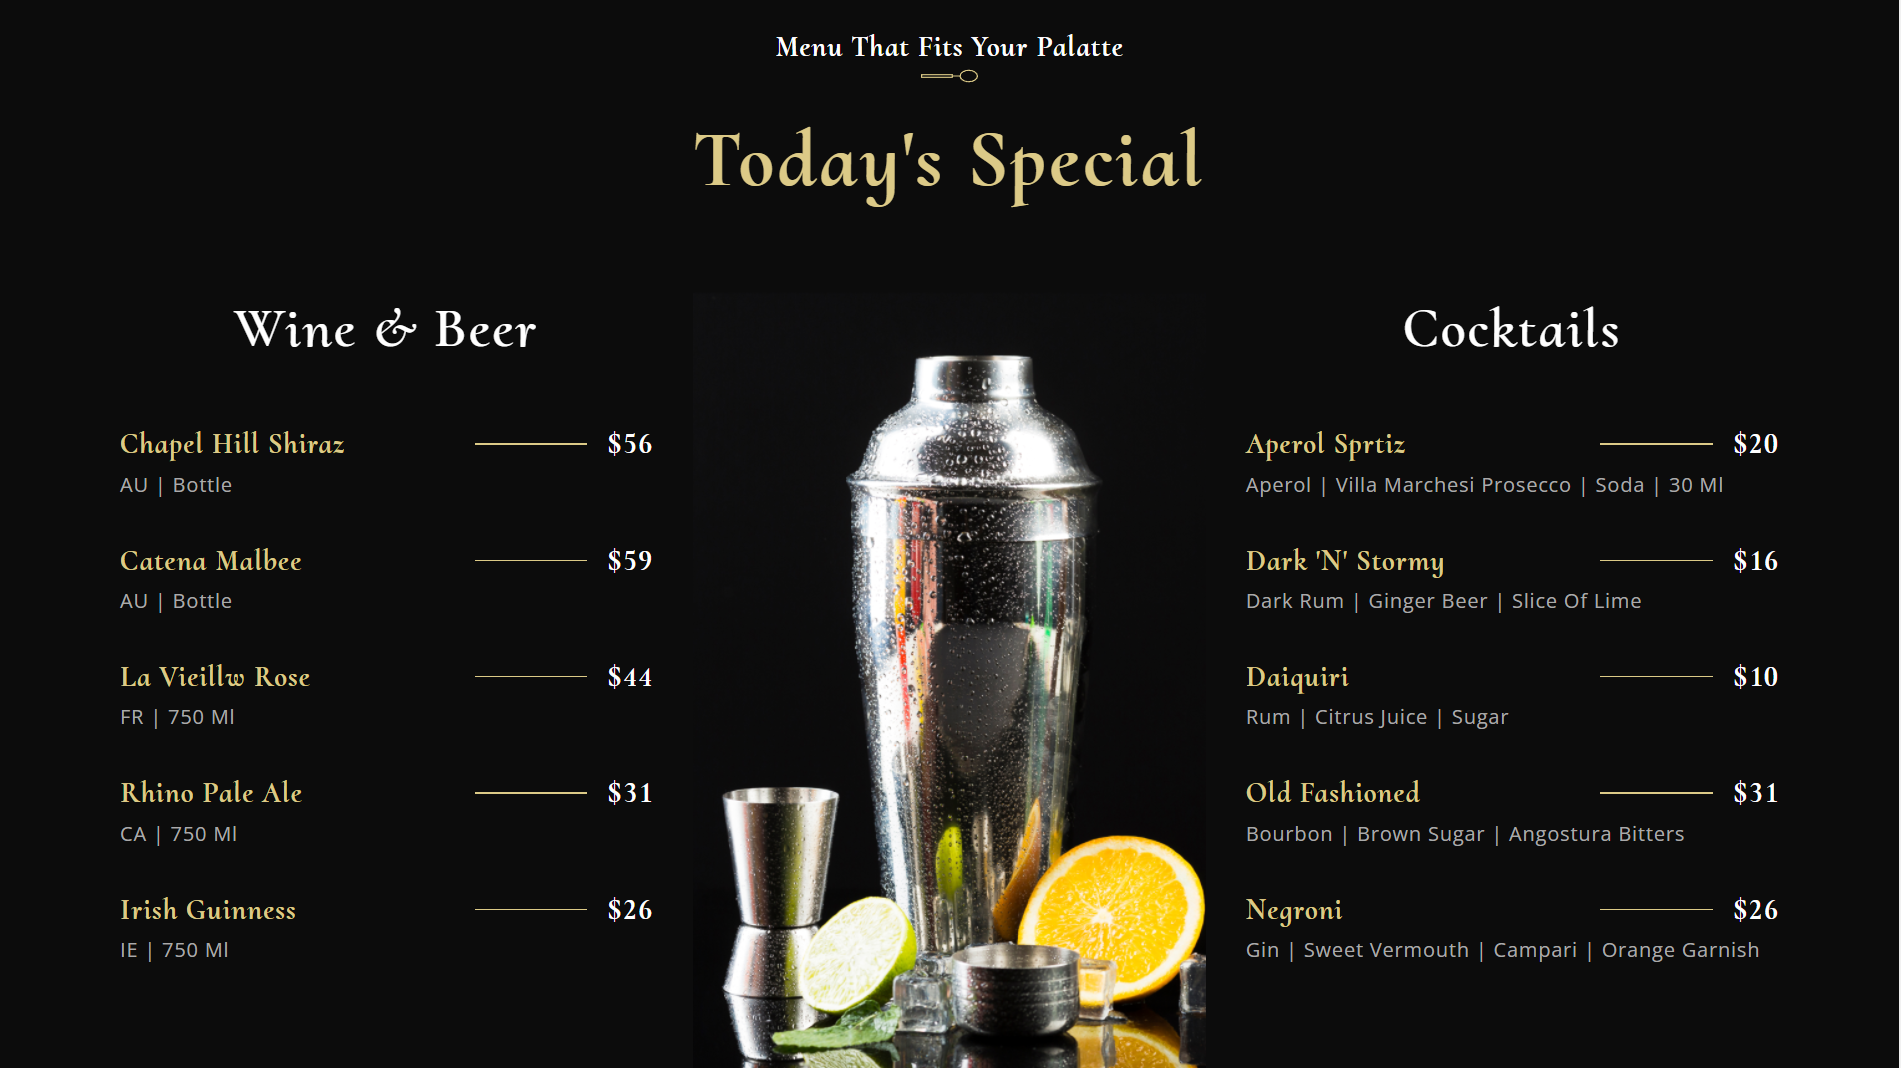 Menu That Fits Your Palatte
Today's Special
Wine & Beer
Chapel Hill Shiraz $56
AU | Bottle
Catena Malbee $59
AU | Bottle
La Vieillw Rose $44
FR | 750 Ml
Rhino Pale Ale $31
CA | 750 Ml
Irish Guinness $26
IE | 750 Ml
Cocktails
Aperol Sprtiz $20
Aperol | Villa Marchesi Prosecco | Soda | 30 Ml
Dark 'N' Stormy $16
Dark Rum | Ginger Beer | Slice Of Lime
Daiquiri $10
Rum | Citrus Juice | Sugar
Old Fashioned $31
Bourbon | Brown Sugar | Angostura Bitters
Negroni $26
Gin | Sweet Vermouth | Campari | Orange Garnish